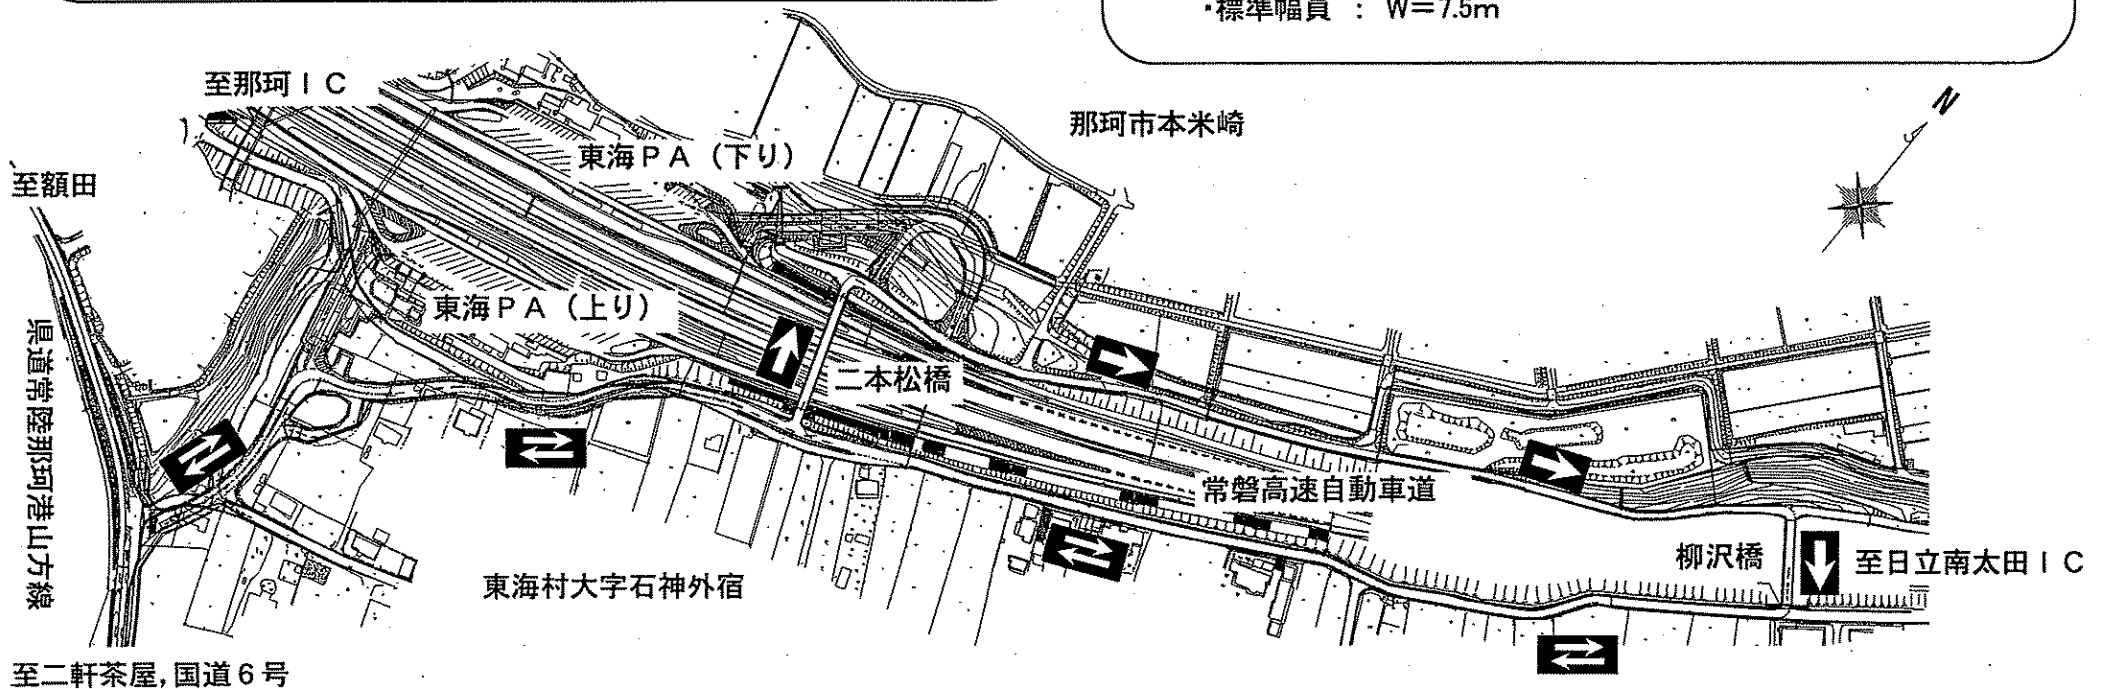 ・標準幅員 : W=7.5m
至那珂IC
那珂市本米崎
N
東海PA(下り)
至額田
東海PA(上り)
県道常陸那珂港山方線
二本松橋
常磐高速自動車道
柳沢橋
至日立南太田IC
東海村大字石神外宿
至二軒茶屋,国道6号